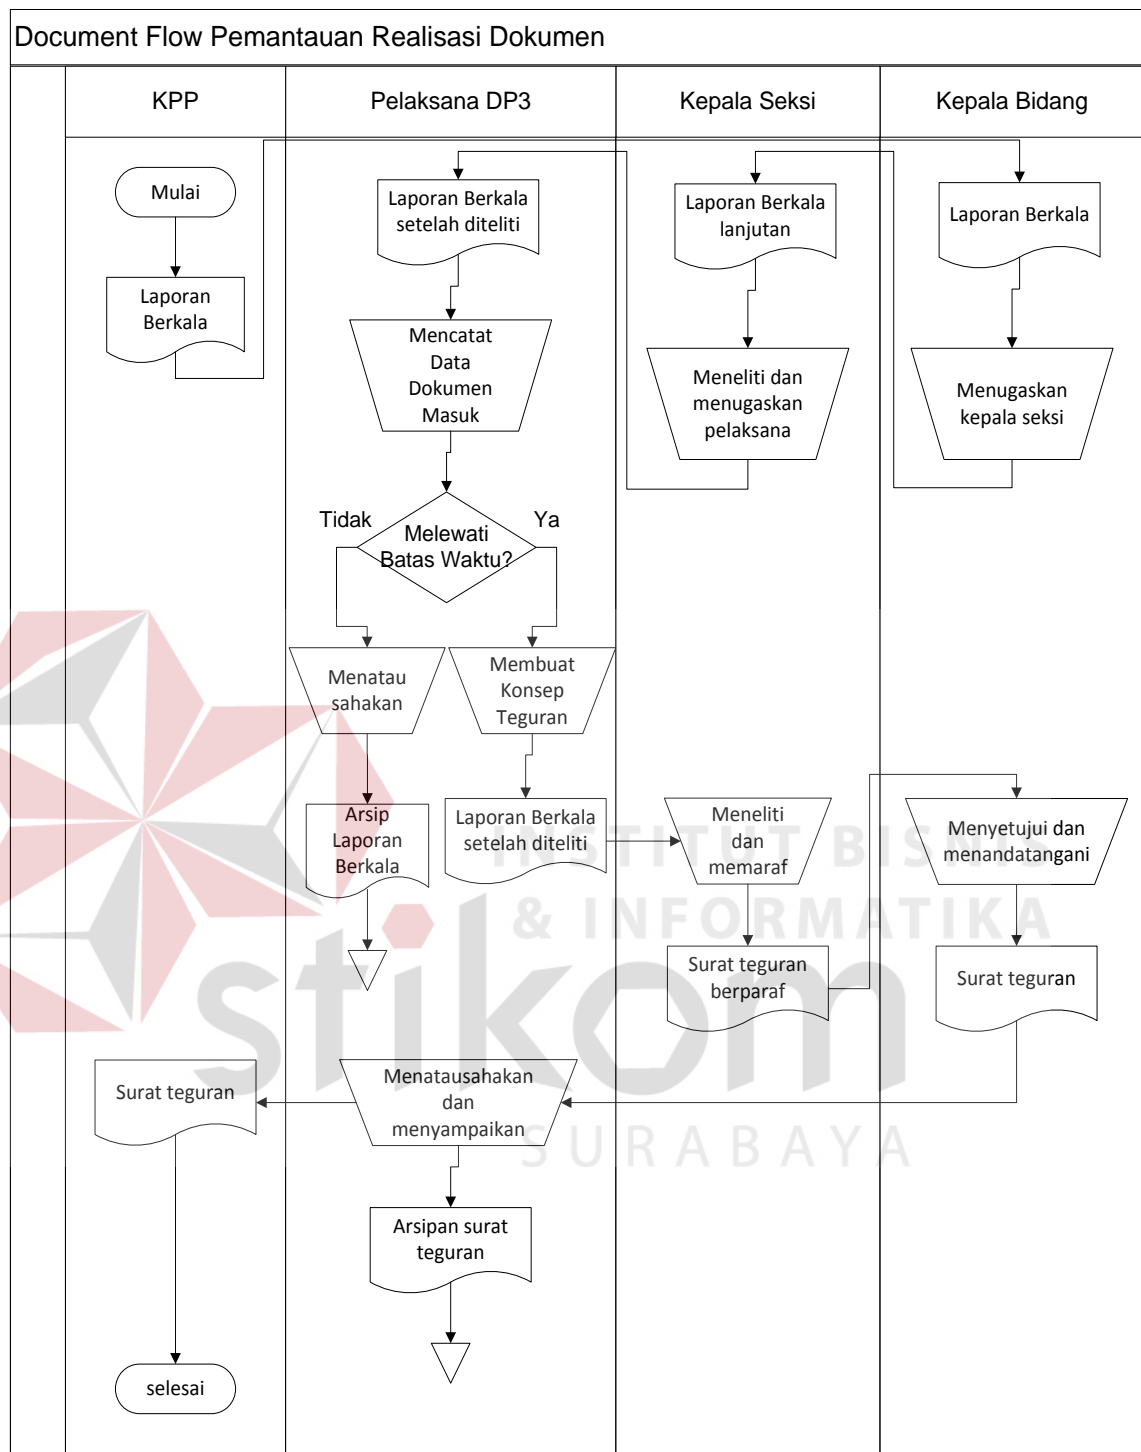 Document Flow Pemantauan Realisasi Dokumen
KPP
Pelaksana DP3
Kepala Seksi
Kepala Bidang
Mulai
Laporan Berkala
setelah diteliti
Laporan Berkala
lanjutan
Laporan Berkala
Laporan
Berkala
Mencatat
Data
Dokumen
Masuk
Meneliti dan
menugaskan
pelaksana
Menugaskan
kepala seksi
Tidak
Ya
Melewati
Batas Waktu?
Menatau
sahakan
Membuat
Konsep
Teguran
Arsip
Laporan
Berkala
Laporan Berkala
setelah diteliti
Meneliti
dan
memaraf
Menyetujui dan
menandatangani
Surat teguran
berparaf
Surat teguran
Surat teguran
Menatausahakan
dan
menyampaikan
Arsipan surat
teguran
selesai
INSTITUT BISNIS
& INFORMATIKA
stikom
SURABAYA